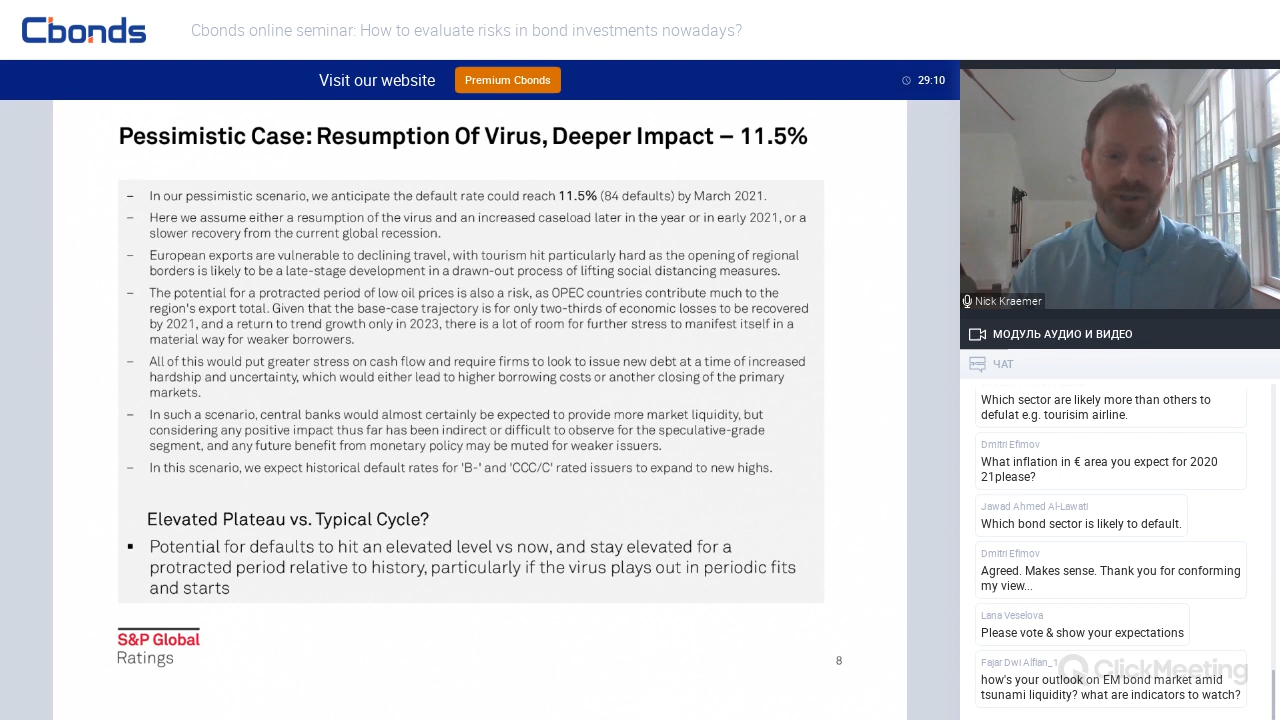 Cbonds
Cbonds online seminar: How to evaluate risks in bond investments nowadays?
Visit our website
Premium Cbonds
29:10
Pessimistic Case: Resumption Of Virus, Deeper Impact – 11.5%
– In our pessimistic scenario, we anticipate the default rate could reach 11.5% (84 defaults) by March 2021.
– Here we assume either a resumption of the virus and an increased caseload later in the year or in early 2021, or a
slower recovery from the current global recession.
– European exports are vulnerable to declining travel, with tourism hit particularly hard as the opening of regional
borders is likely to be a late-stage development in a drawn-out process of lifting social distancing measures.
– The potential for a protracted period of low oil prices is also a risk, as OPEC countries contribute much to the
region's export total. Given that the base-case trajectory is for only two-thirds of economic losses to be recovered
by 2021, and a return to trend growth only in 2023, there is a lot of room for further stress to manifest itself in a
material way for weaker borrowers.
– All of this would put greater stress on cash flow and require firms to look to issue new debt at a time of increased
hardship and uncertainty, which would either lead to higher borrowing costs or another closing of the primary
markets.
– In such a scenario, central banks would almost certainly be expected to provide more market liquidity, but
considering any positive impact thus far has been indirect or difficult to observe for the speculative-grade
segment, and any future benefit from monetary policy may be muted for weaker issuers.
– In this scenario, we expect historical default rates for 'B-' and 'CCC/C' rated issuers to expand to new highs.
Elevated Plateau vs. Typical Cycle?
▪ Potential for defaults to hit an elevated level vs now, and stay elevated for a
protracted period relative to history, particularly if the virus plays out in periodic fits
and starts
S&P Global
Ratings
8
Nick Kraemer
МОДУЛЬ АУДИО И ВИДЕО
ЧАТ
Which sector are likely more than others to
defulat e.g. tourisim airline.
Dmitri Efimov
What inflation in € area you expect for 2020
21please?
Jawad Ahmed Al-Lawati
Which bond sector is likely to default.
Dmitri Efimov
Agreed. Makes sense. Thank you for conforming
my view...
Lana Veselova
Please vote & show your expectations
Fajar Dwi Alfian_1
ClickMeeting
how's your outlook on EM bond market amid
tsunami liquidity? what are indicators to watch?